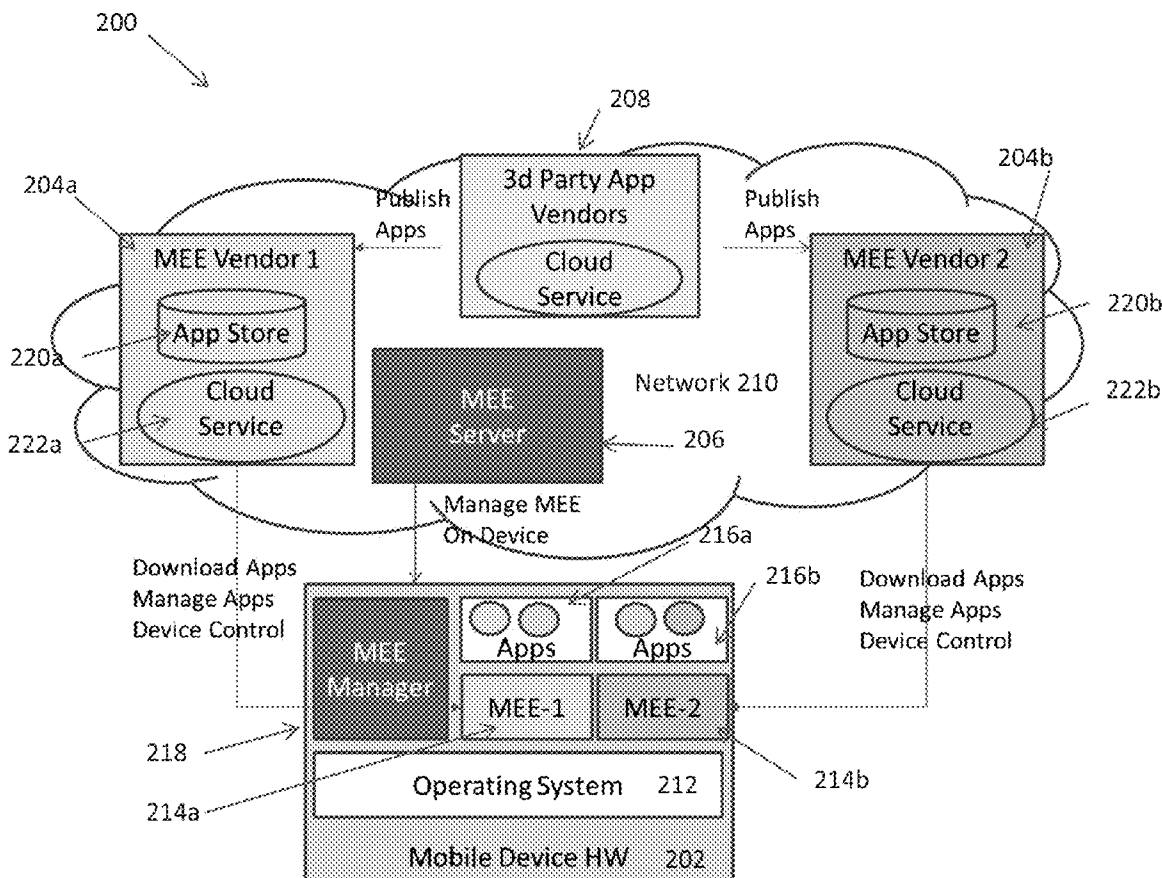 200
208
204a
3d Party App
Vendors
204b
Publish
Apps
Publish
Apps
MEE Vendor 1
Cloud
Service
MEE Vendor 2
App Store
App Store
220a
220b
Cloud
Service
MEE
Server
Network 210
Cloud
Service
222a
222b
206
Manage MEE
On Device
216a
216b
Download Apps
Manage Apps
Device Control
Download Apps
Manage Apps
Device Control
MEE
Manager
Apps
Apps
MEE-1
MEE-2
218
214a
Operating System 212
214b
Mobile Device HW 202